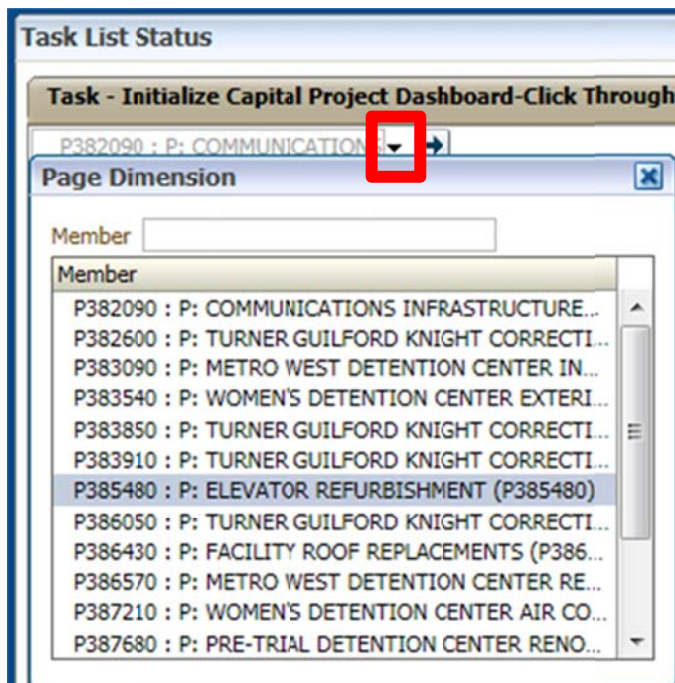 Task List Status
Task - Initialize Capital Project Dashboard-Click Through
P382090 : P: COMMUNICATIONS
Page Dimension
Member
Member
P382090 : P: COMMUNICATIONS INFRASTRUCTURE...
P382600 : P: TURNER GUILFORD KNIGHT CORRECTI...
P383090 : P: METRO WEST DETENTION CENTER IN...
P383540 : P: WOMEN'S DETENTION CENTER EXTERI...
P383850 : P: TURNER GUILFORD KNIGHT CORRECTI...
P383910 : P: TURNER GUILFORD KNIGHT CORRECTI...
P385480 : P: ELEVATOR REFURBISHMENT (P385480)
P386050 : P: TURNER GUILFORD KNIGHT CORRECTI...
P386430 : P: FACILITY ROOF REPLACEMENTS (P386...
P386570 : P: METRO WEST DETENTION CENTER RE...
P387210 : P: WOMEN'S DETENTION CENTER AIR CO...
P387680 : P: PRE-TRIAL DETENTION CENTER RENO...